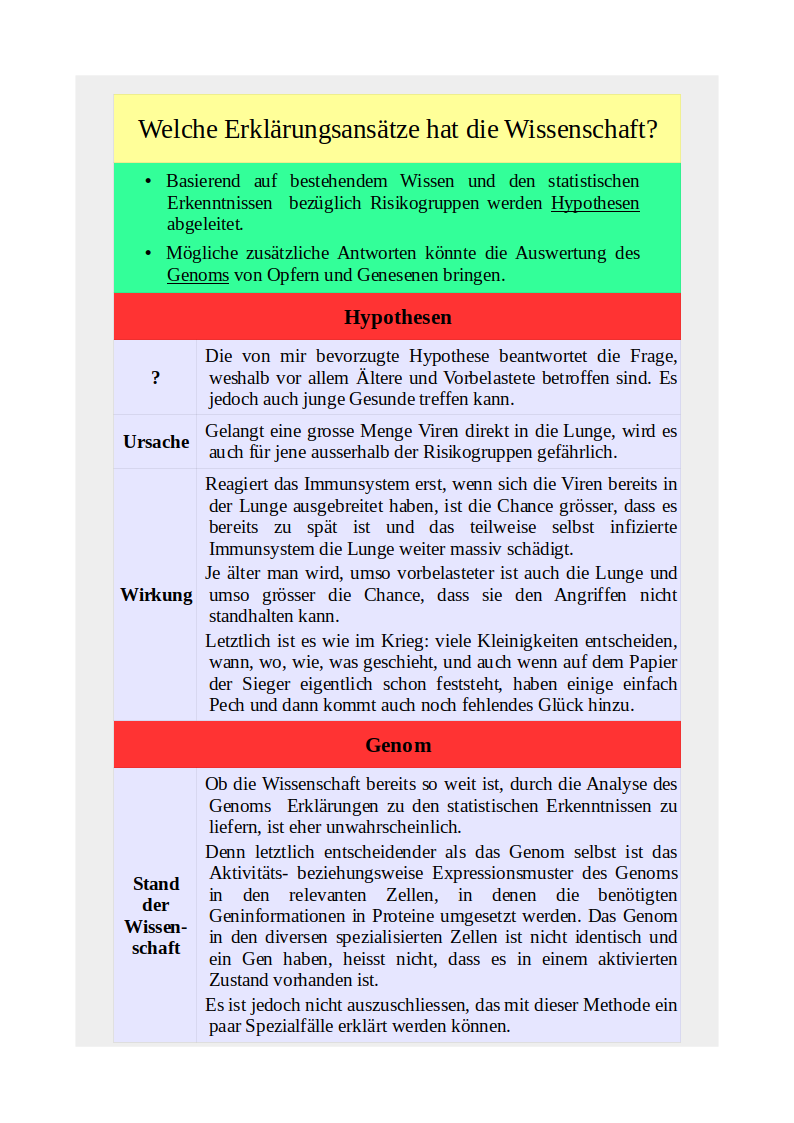 Welche Erklärungsansätze hat die Wissenschaft?
• Basierend auf bestehendem Wissen und den statistischen
Erkenntnissen bezüglich Risikogruppen werden Hypothesen
abgeleitet.
• Mögliche zusätzliche Antworten könnte die Auswertung des
Genoms von Opfern und Genesenen bringen.
Hypothesen
?
Die von mir bevorzugte Hypothese beantwortet die Frage,
weshalb vor allem Ältere und Vorbelastete betroffen sind. Es
jedoch auch junge Gesunde treffen kann.
Ursache
Gelangt eine grosse Menge Viren direkt in die Lunge, wird es
auch für jene ausserhalb der Risikogruppen gefährlich.
Wirkung
Reagiert das Immunsystem erst, wenn sich die Viren bereits in
der Lunge ausgebreitet haben, ist die Chance grösser, dass es
bereits zu spät ist und das teilweise selbst infizierte
Immunsystem die Lunge weiter massiv schädigt.
Je älter man wird, umso vorbelasteter ist auch die Lunge und
umso grösser die Chance, dass sie den Angriffen nicht
standhalten kann.
Letztlich ist es wie im Krieg: viele Kleinigkeiten entscheiden,
wann, wo, wie, was geschieht, und auch wenn auf dem Papier
der Sieger eigentlich schon feststeht, haben einige einfach
Pech und dann kommt auch noch fehlendes Glück hinzu.
Genom
Stand
der
Wissen-
schaft
Ob die Wissenschaft bereits so weit ist, durch die Analyse des
Genoms Erklärungen zu den statistischen Erkenntnissen zu
liefern, ist eher unwahrscheinlich.
Denn letztlich entscheidender als das Genom selbst ist das
Aktivitäts- beziehungsweise Expressionsmuster des Genoms
in den relevanten Zellen, in denen die benötigten
Geninformationen in Proteine umgesetzt werden. Das Genom
in den diversen spezialisierten Zellen ist nicht identisch und
ein Gen haben, heisst nicht, dass es in einem aktivierten
Zustand vorhanden ist.
Es ist jedoch nicht auszuschliessen, das mit dieser Methode ein
paar Spezialfälle erklärt werden können.